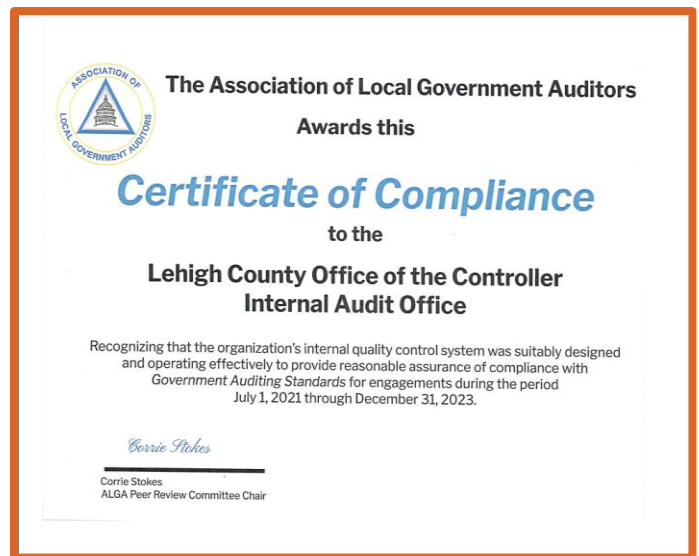 ASSOCIATION OF
LOCAL GOVERNMENT AUDITORS
The Association of Local Government Auditors
Awards this
Certificate of Compliance
to the
Lehigh County Office of the Controller
Internal Audit Office
Recognizing that the organization's internal quality control system was suitably designed
and operating effectively to provide reasonable assurance of compliance with
Government Auditing Standards for engagements during the period
July 1, 2021 through December 31, 2023.
Corrie Stokes
Corrie Stokes
ALGA Peer Review Committee Chair